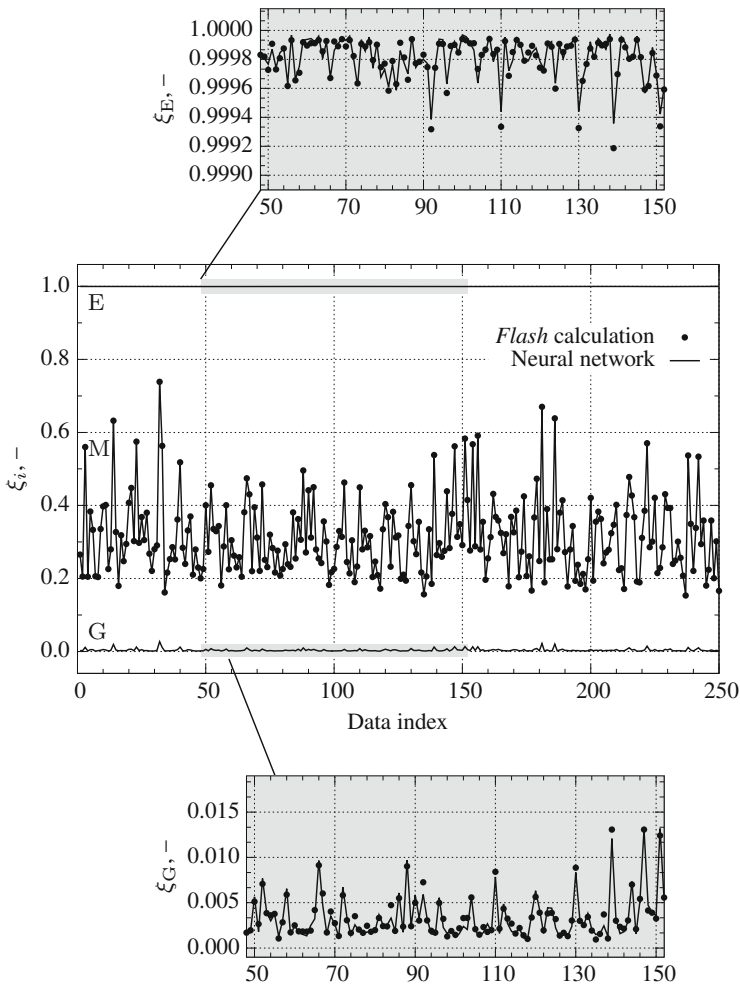 1.0000
0.9998
0.9996
0.9994
0.9992
0.9990
ξE, –
50 70 90 110 130 150
1.0
0.8
0.6
0.4
0.2
0.0
ξi, –
E
M
G
Flash calculation
Neural network
0 50 100 150 200 250
Data index
0.015
0.010
0.005
0.000
ξG, –
50 70 90 110 130 150